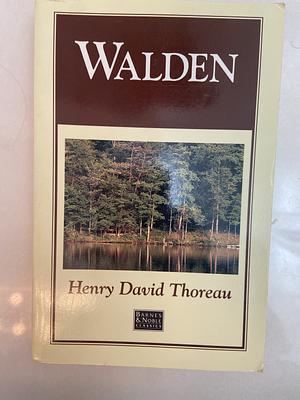 WALDEN
Henry David Thoreau
BARNES
& NOBLE
CLASSICS